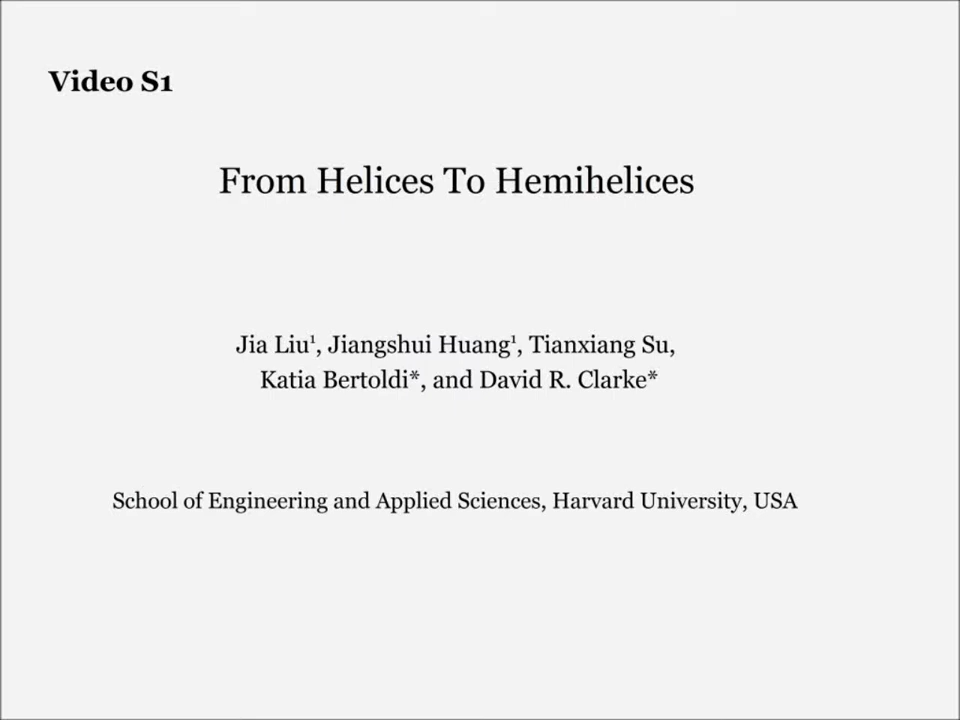 Video S1
From Helices To Hemihelices
Jia Liu¹, Jiangshui Huang¹, Tianxiang Su,
Katia Bertoldi*, and David R. Clarke*
School of Engineering and Applied Sciences, Harvard University, USA